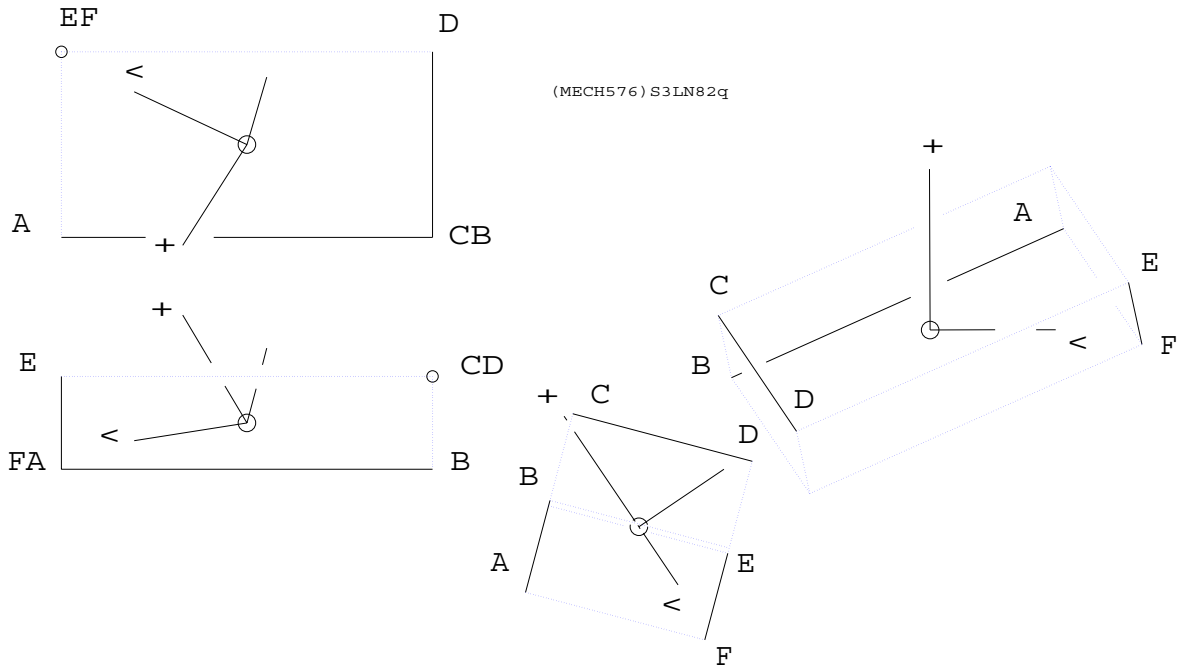 EF
D
<
(MECH576)S3LN82q
+
A
A
+
CB
E
C
+
<
F
E
CD
B
+
C
D
<
D
FA
B
B
A
E
<
F